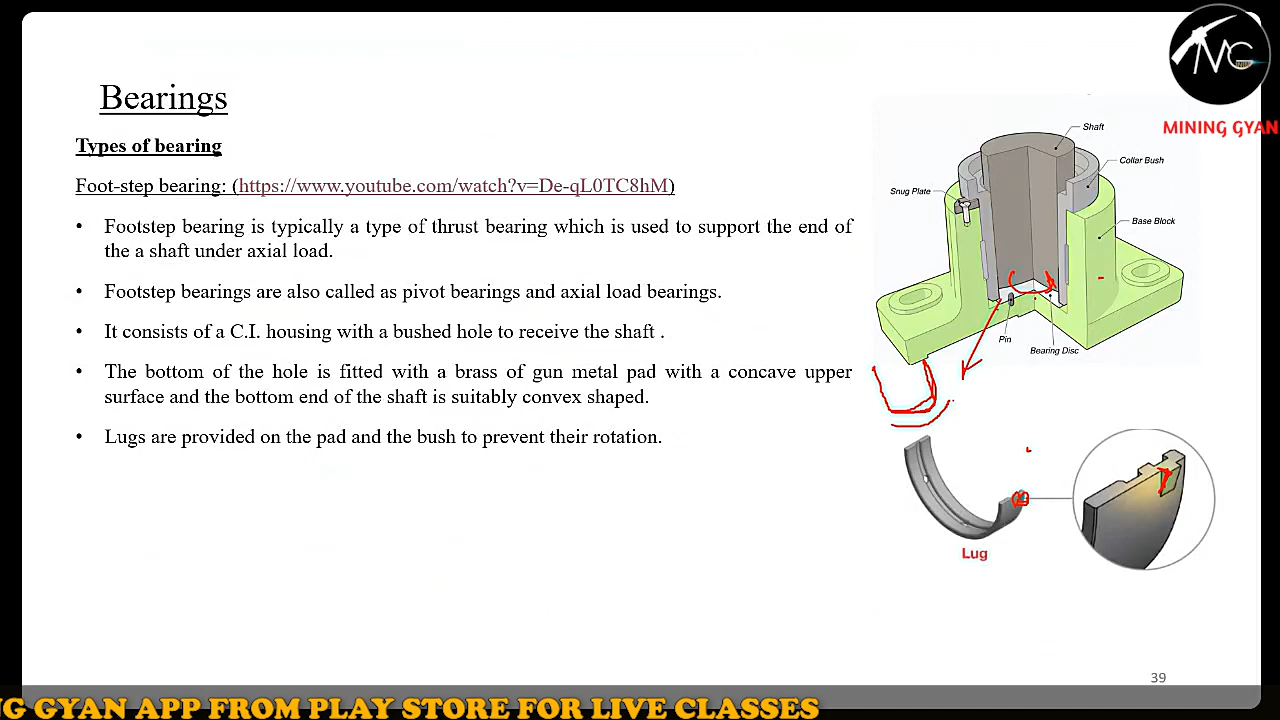 MG
MINING GYAN
Bearings
Types of bearing
Foot-step bearing: (https://www.youtube.com/watch?v=De-qL0TC8hM)
• Footstep bearing is typically a type of thrust bearing which is used to support the end of
the a shaft under axial load.
• Footstep bearings are also called as pivot bearings and axial load bearings.
• It consists of a C.I. housing with a bushed hole to receive the shaft .
• The bottom of the hole is fitted with a brass of gun metal pad with a concave upper
surface and the bottom end of the shaft is suitably convex shaped.
• Lugs are provided on the pad and the bush to prevent their rotation.
Shaft
Collar Bush
Snug Plate
Base Block
Pin
Bearing Disc
Lug
39
NG GYAN APP FROM PLAY STORE FOR LIVE CLASSES